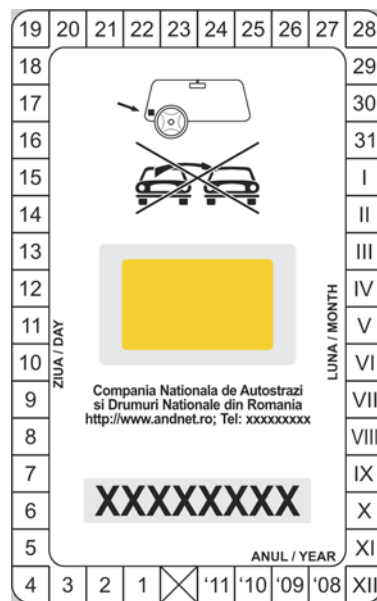 19 20 21 22 23 24 25 26 27 28
18 29
17 30
16 31
15 I
14 II
13 III
12 IV
11 V
10 VI
9 VII
8 VIII
7 IX
6 X
5 XI
4 3 2 1 '11 '10 '09 '08 XII
ZIUA / DAY
LUNA / MONTH
Compania Nationala de Autostrazi
si Drumuri Nationale din Romania
http://www.andnet.ro; Tel: xxxxxxxxx
XXXXXXXX
ANUL / YEAR